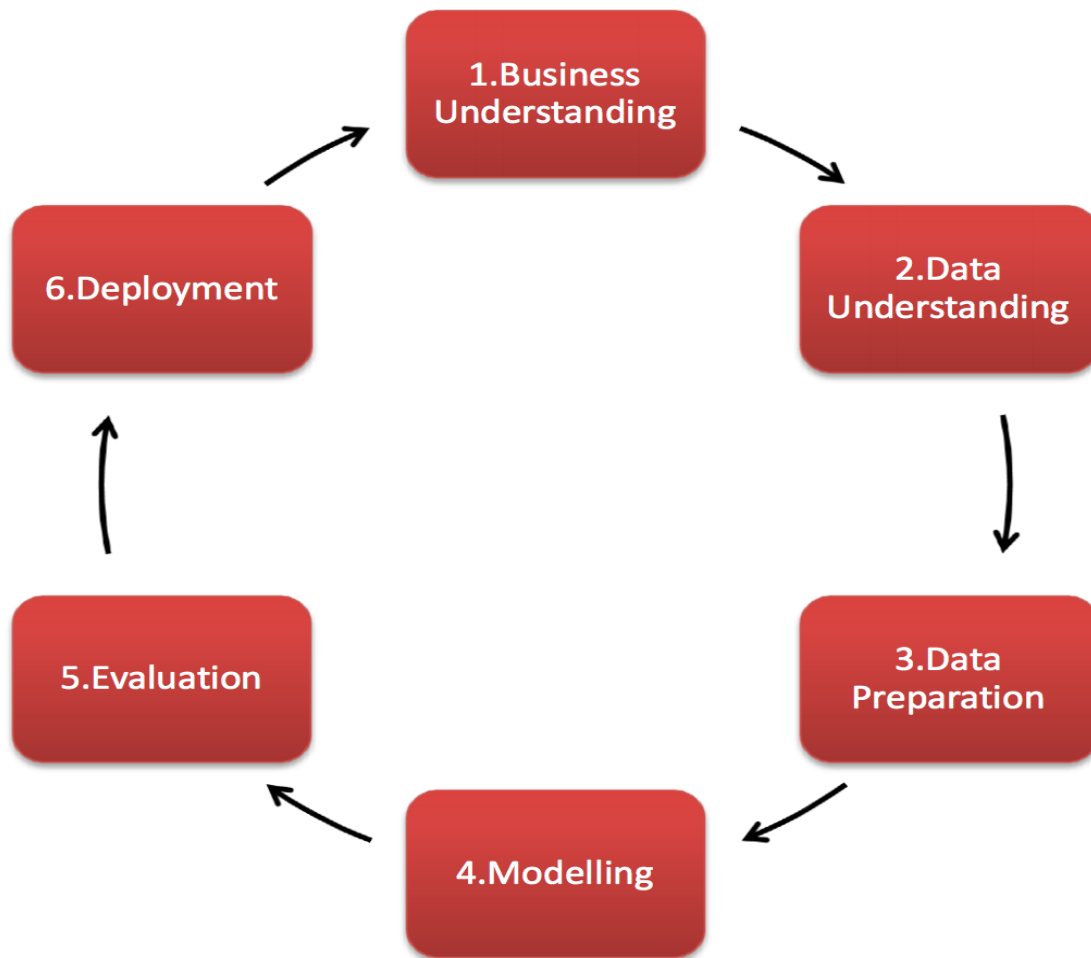 1.Business
Understanding
2.Data
Understanding
3.Data
Preparation
4.Modelling
5.Evaluation
6.Deployment